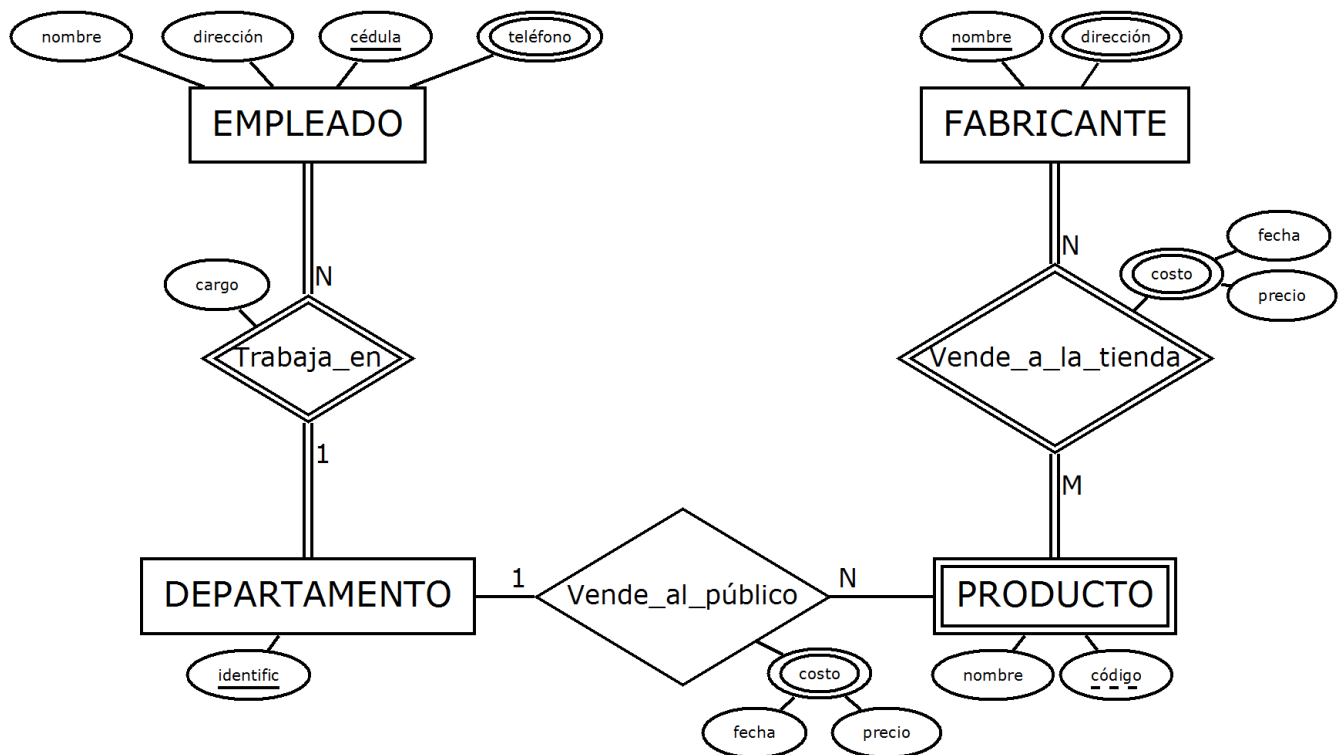 nombre
dirección
cédula
teléfono
nombre
dirección
EMPLEADO
FABRICANTE
N
N
cargo
costo
fecha
precio
Trabaja_en
Vende_a_la_tienda
1
M
DEPARTAMENTO
1
Vende_al_público
N
PRODUCTO
identific
costo
fecha
precio
nombre
código